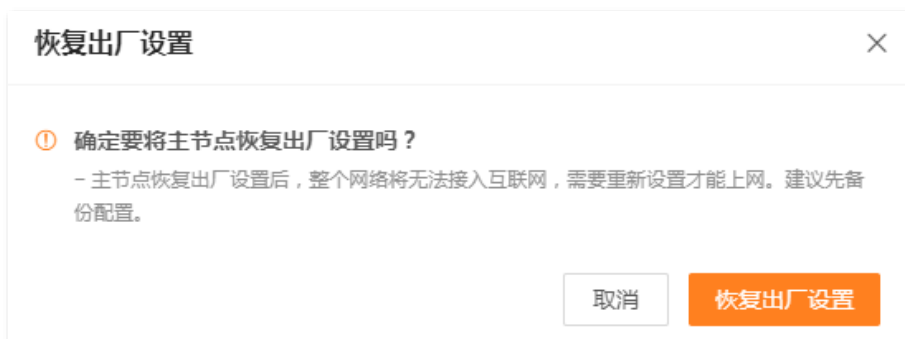 恢复出厂设置
确定要将主节点恢复出厂设置吗？
– 主节点恢复出厂设置后，整个网络将无法接入互联网，需要重新设置才能上网。建议先备
份配置。
取消
恢复出厂设置